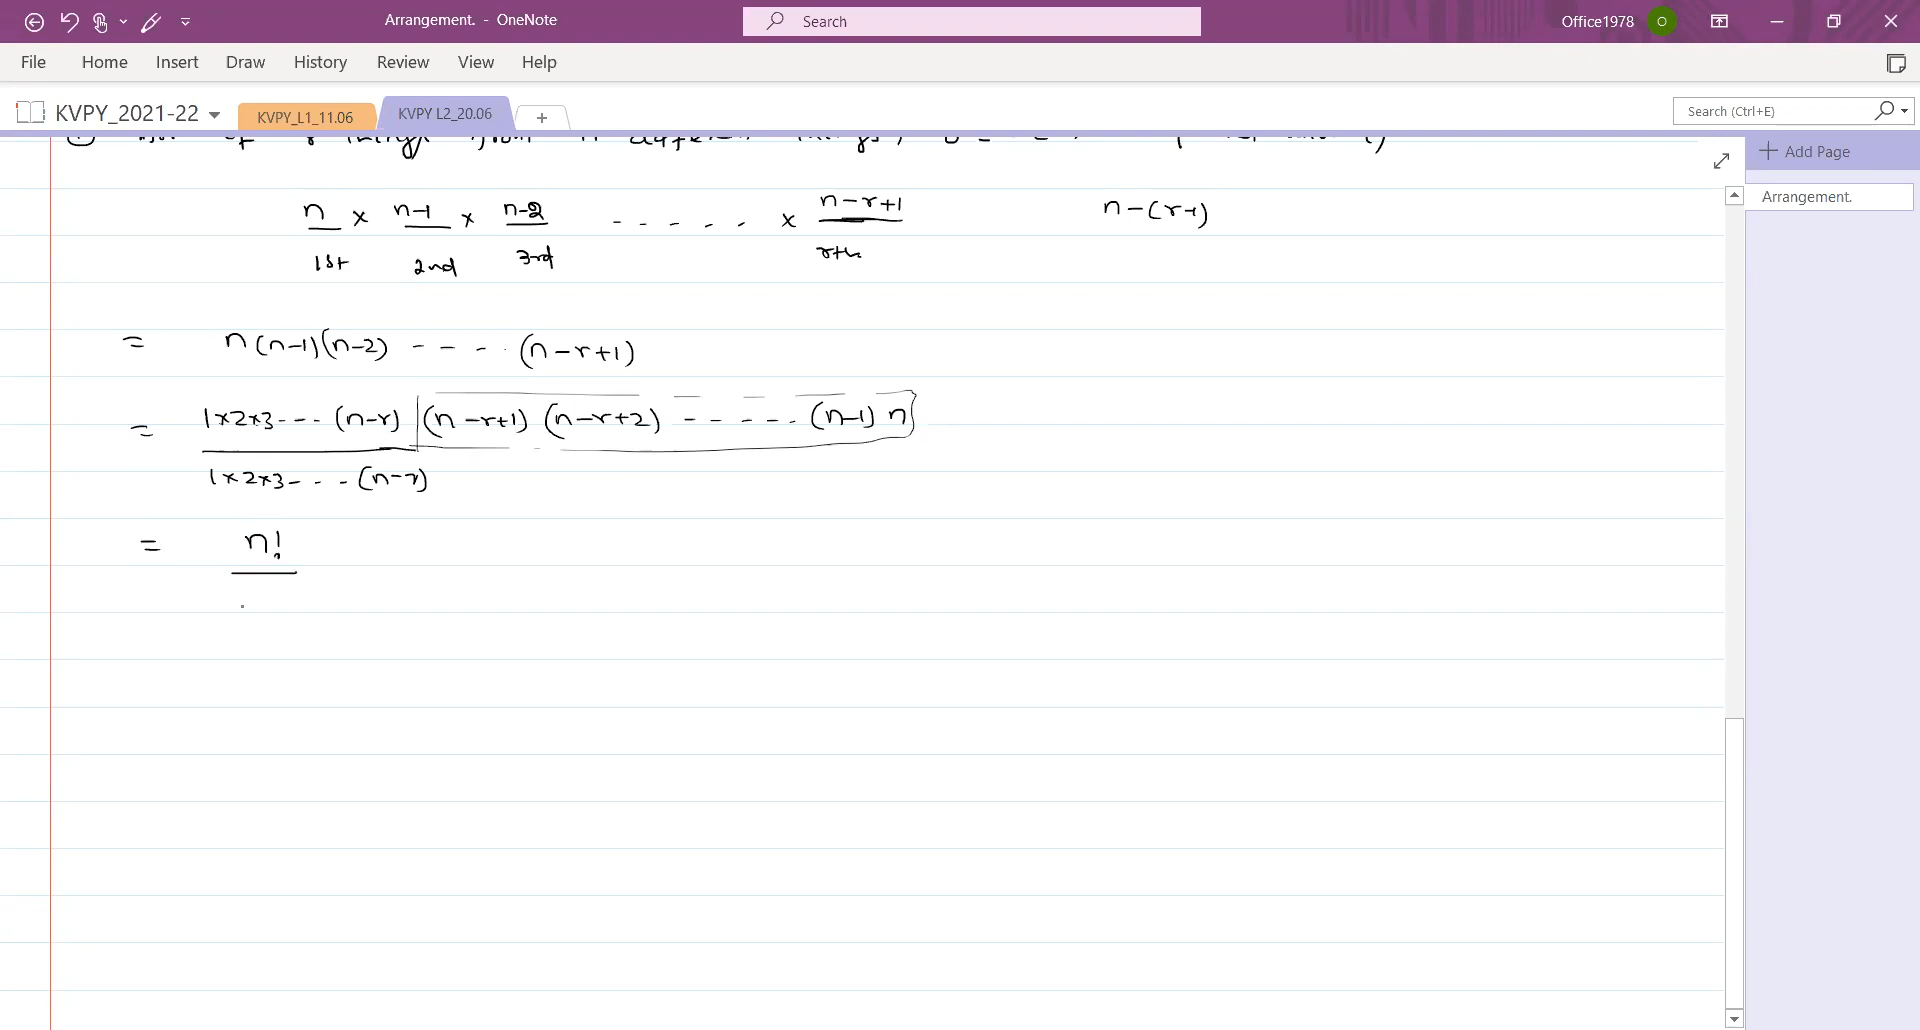 Arrangement. - OneNote
Search
Office1978
O
File Home Insert Draw History Review View Help
KVPY_2021-22
KVPY_L1_11.06
KVPY L2_20.06
+
Search (Ctrl+E)
Add Page
Arrangement.
n × n-1 × n-2 - - - - - × n-r+1
n-(r-1)
1st 2nd 3rd rth
= n(n-1)(n-2) - - - . (n-r+1)
= 1×2×3 - - - (n-r) (n-r+1) (n-r+2) - - - - - . (n-1) n
1×2×3 - - - (n-r)
= n!